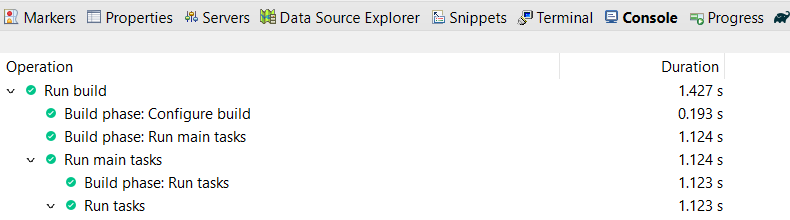 Markers Properties Servers Data Source Explorer Snippets Terminal Console Progress
Operation Duration
Run build 1.427 s
Build phase: Configure build 0.193 s
Build phase: Run main tasks 1.124 s
Run main tasks 1.124 s
Build phase: Run tasks 1.123 s
Run tasks 1.123 s